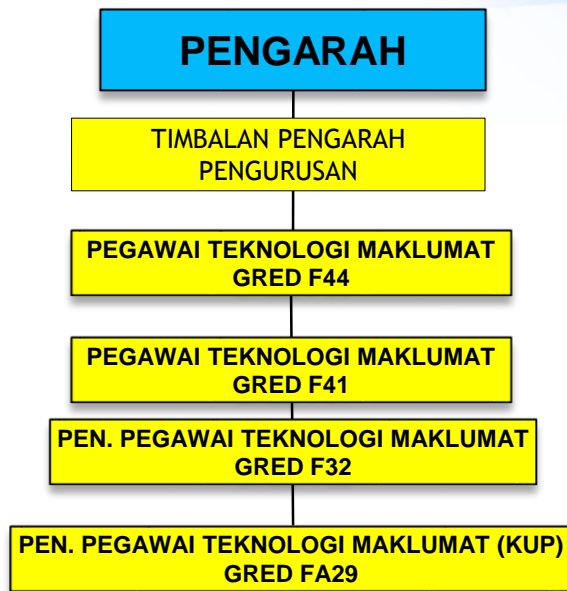 PENGARAH
TIMBALAN PENGARAH
PENGURUSAN
PEGAWAI TEKNOLOGI MAKLUMAT
GRED F44
PEGAWAI TEKNOLOGI MAKLUMAT
GRED F41
PEN. PEGAWAI TEKNOLOGI MAKLUMAT
GRED F32
PEN. PEGAWAI TEKNOLOGI MAKLUMAT (KUP)
GRED FA29